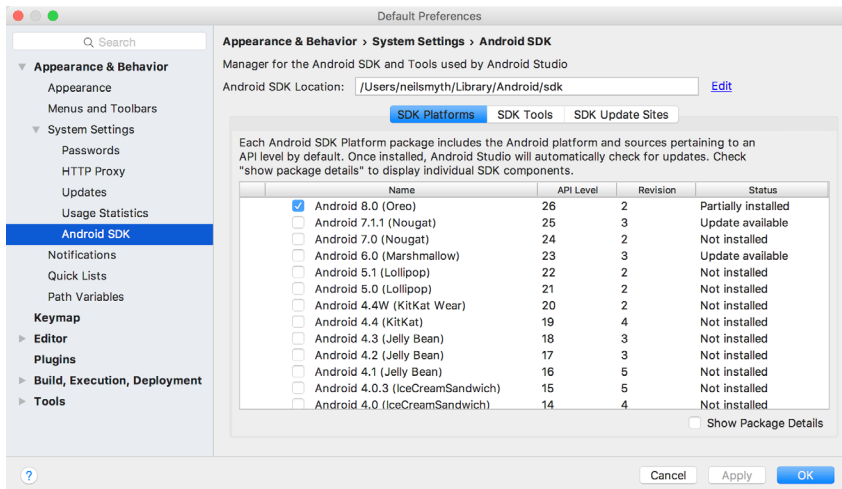 Default Preferences
Search
Appearance & Behavior
Appearance
Menus and Toolbars
System Settings
Passwords
HTTP Proxy
Updates
Usage Statistics
Android SDK
Notifications
Quick Lists
Path Variables
Keymap
Editor
Plugins
Build, Execution, Deployment
Tools
Appearance & Behavior › System Settings › Android SDK
Manager for the Android SDK and Tools used by Android Studio
Android SDK Location: /Users/neilsmyth/Library/Android/sdk Edit
SDK Platforms SDK Tools SDK Update Sites
Each Android SDK Platform package includes the Android platform and sources pertaining to an
API level by default. Once installed, Android Studio will automatically check for updates. Check
"show package details" to display individual SDK components.
Name API Level Revision Status
Android 8.0 (Oreo) 26 2 Partially installed
Android 7.1.1 (Nougat) 25 3 Update available
Android 7.0 (Nougat) 24 2 Not installed
Android 6.0 (Marshmallow) 23 3 Update available
Android 5.1 (Lollipop) 22 2 Not installed
Android 5.0 (Lollipop) 21 2 Not installed
Android 4.4W (KitKat Wear) 20 2 Not installed
Android 4.4 (KitKat) 19 4 Not installed
Android 4.3 (Jelly Bean) 18 3 Not installed
Android 4.2 (Jelly Bean) 17 3 Not installed
Android 4.1 (Jelly Bean) 16 5 Not installed
Android 4.0.3 (IceCreamSandwich) 15 5 Not installed
Android 4.0 (IceCreamSandwich) 14 4 Not installed
Show Package Details
?
Cancel Apply OK